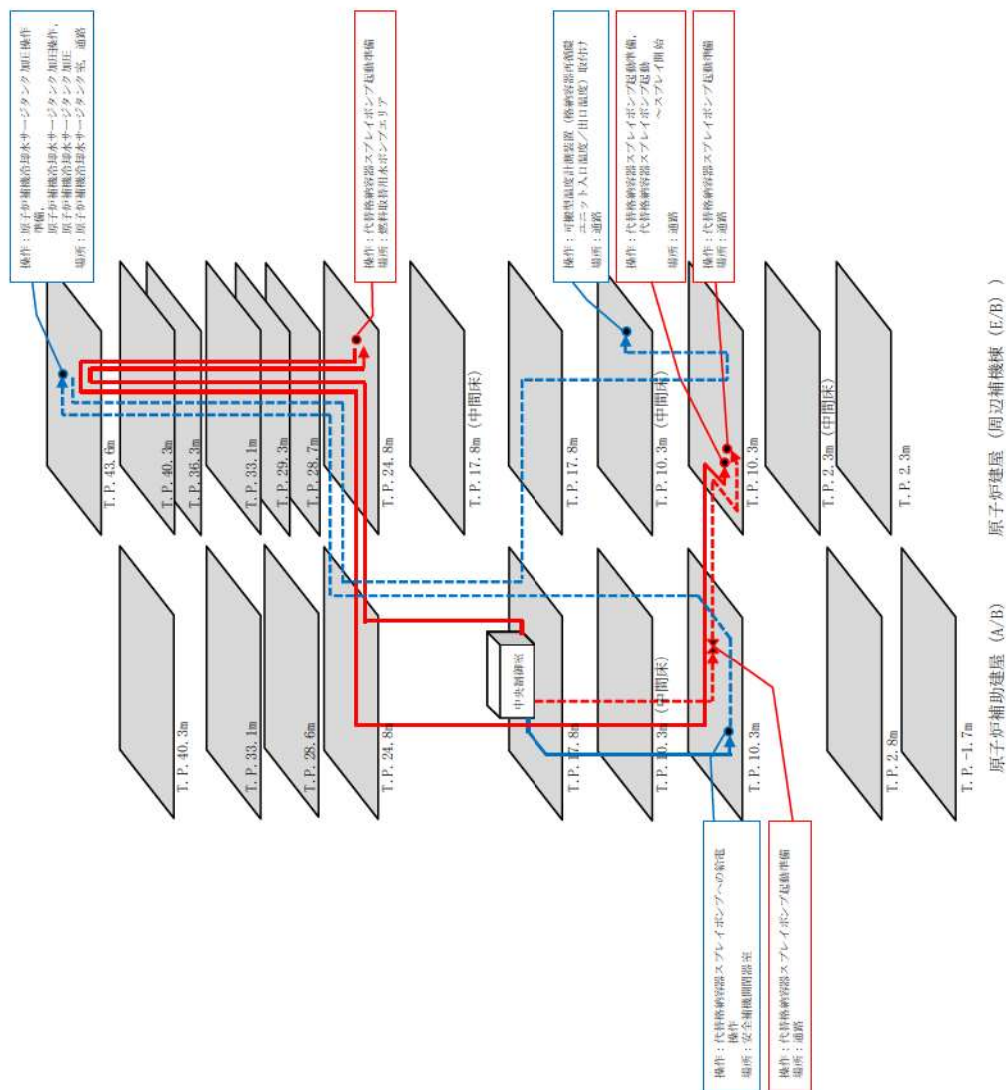 操作：原子炉補機冷却水サージタンク加圧操作
準備，
原子炉補機冷却水サージタンク加圧操作，
原子炉補機冷却水サージタンク加圧
場所：原子炉補機冷却水サージタンク室，通路
操作：代替格納容器スプレイポンプ起動準備
場所：燃料取替用水ポンプエリア
操作：可搬型温度計測装置（格納容器再循環
ユニット入口温度／出口温度）取付け
場所：通路
操作：代替格納容器スプレイポンプ起動準備，
代替格納容器スプレイポンプ起動
～スプレイ開始
場所：通路
操作：代替格納容器スプレイポンプ起動準備
場所：通路
T.P.43.6m
T.P.40.3m
T.P.36.3m
T.P.33.1m
T.P.29.3m
T.P.28.7m
T.P.24.8m
T.P.17.8m（中間床）
T.P.17.8m
T.P.10.3m（中間床）
T.P.10.3m
T.P.2.3m（中間床）
T.P.2.3m
原子炉建屋（周辺補機棟（E/B））
T.P.40.3m
T.P.33.1m
T.P.28.6m
T.P.24.8m
中央制御室
T.P.17.8m
T.P.10.3m（中間床）
T.P.10.3m
T.P.2.8m
T.P.-1.7m
原子炉補助建屋（A/B）
操作：代替格納容器スプレイポンプへの給電
操作
場所：安全補機開閉器室
操作：代替格納容器スプレイポンプ起動準備
場所：通路